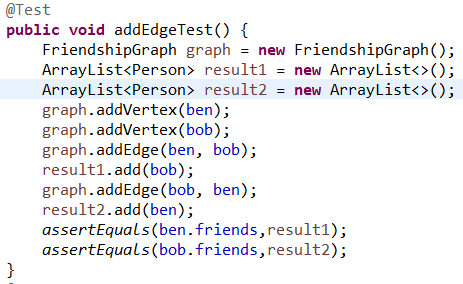 @Test
public void addEdgeTest() {
    FriendshipGraph graph = new FriendshipGraph();
    ArrayList<Person> result1 = new ArrayList<>();
    ArrayList<Person> result2 = new ArrayList<>();
    graph.addVertex(ben);
    graph.addVertex(bob);
    graph.addEdge(ben, bob);
    result1.add(bob);
    graph.addEdge(bob, ben);
    result2.add(ben);
    assertEquals(ben.friends,result1);
    assertEquals(bob.friends,result2);
}